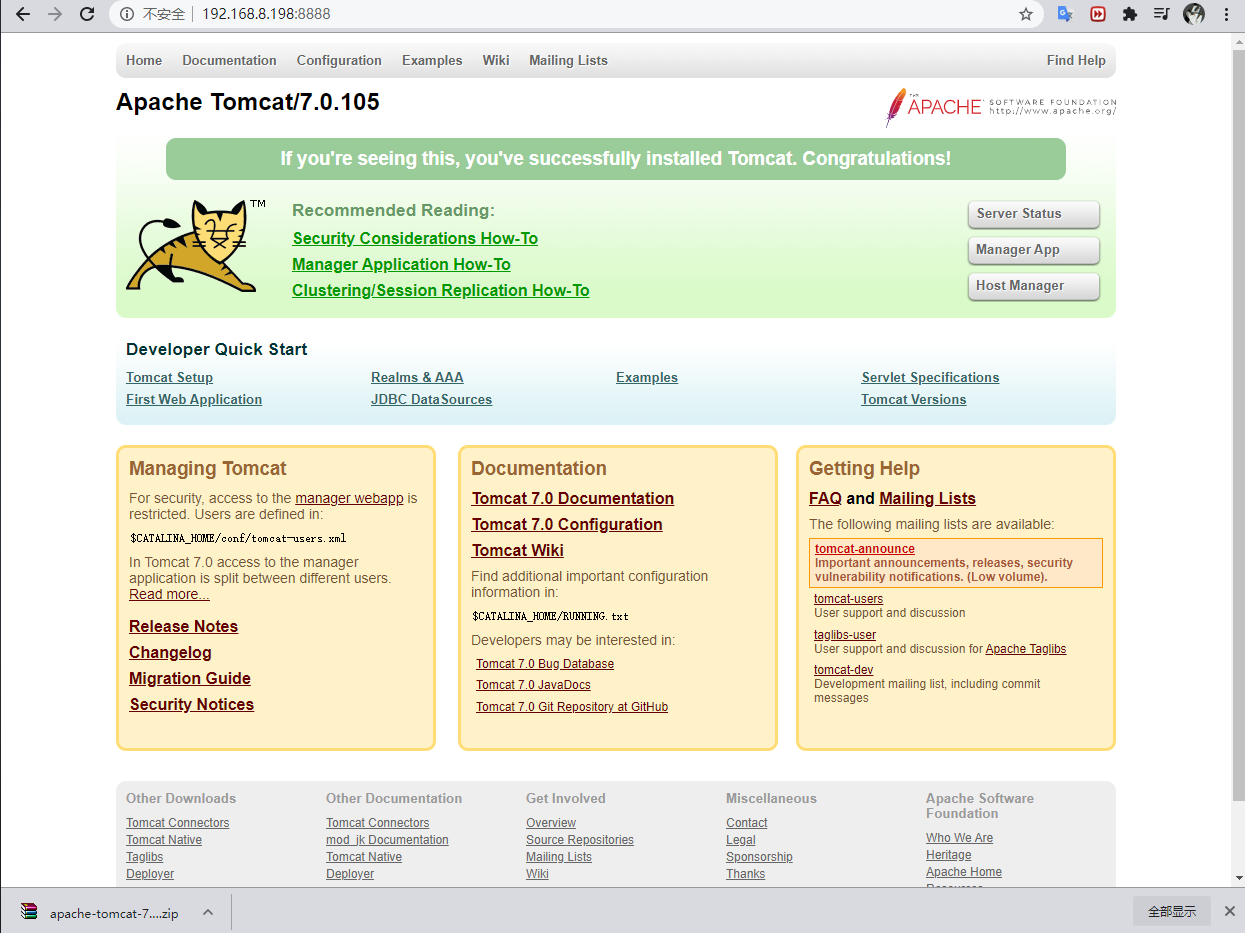 不安全 192.168.8.198:8888
Home Documentation Configuration Examples Wiki Mailing Lists Find Help
Apache Tomcat/7.0.105
THE APACHE SOFTWARE FOUNDATION
http://www.apache.org/
If you're seeing this, you've successfully installed Tomcat. Congratulations!
TM
Recommended Reading:
Security Considerations How-To
Manager Application How-To
Clustering/Session Replication How-To
Server Status
Manager App
Host Manager
Developer Quick Start
Tomcat Setup
First Web Application
Realms & AAA
JDBC DataSources
Examples
Servlet Specifications
Tomcat Versions
Managing Tomcat
For security, access to the manager webapp is
restricted. Users are defined in:
$CATALINA_HOME/conf/tomcat-users.xml
In Tomcat 7.0 access to the manager
application is split between different users.
Read more...
Release Notes
Changelog
Migration Guide
Security Notices
Documentation
Tomcat 7.0 Documentation
Tomcat 7.0 Configuration
Tomcat Wiki
Find additional important configuration
information in:
$CATALINA_HOME/RUNNING.txt
Developers may be interested in:
Tomcat 7.0 Bug Database
Tomcat 7.0 JavaDocs
Tomcat 7.0 Git Repository at GitHub
Getting Help
FAQ and Mailing Lists
The following mailing lists are available:
tomcat-announce
Important announcements, releases, security
vulnerability notifications. (Low volume).
tomcat-users
User support and discussion
taglibs-user
User support and discussion for Apache Taglibs
tomcat-dev
Development mailing list, including commit
messages
Other Downloads
Tomcat Connectors
Tomcat Native
Taglibs
Deployer
Other Documentation
Tomcat Connectors
mod_jk Documentation
Tomcat Native
Deployer
Get Involved
Overview
Source Repositories
Mailing Lists
Wiki
Miscellaneous
Contact
Legal
Sponsorship
Thanks
Apache Software
Foundation
Who We Are
Heritage
Apache Home
apache-tomcat-7....zip
全部显示